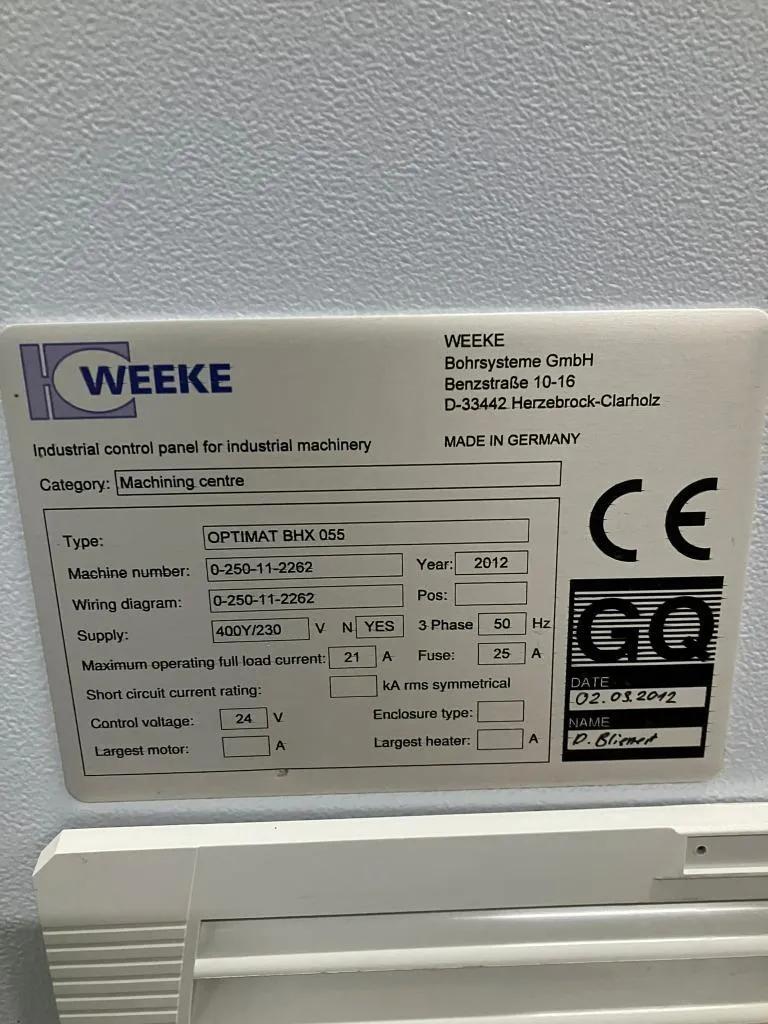 WEEKE
WEEKE
Bohrsysteme GmbH
Benzstraße 10-16
D-33442 Herzebrock-Clarholz
MADE IN GERMANY
Industrial control panel for industrial machinery
Category: Machining centre
Type: OPTIMAT BHX 055
Machine number: 0-250-11-2262 Year: 2012
Wiring diagram: 0-250-11-2262 Pos:
Supply: 400Y/230 V N YES 3 Phase 50 Hz
Maximum operating full load current: 21 A Fuse: 25 A
Short circuit current rating: kA rms symmetrical
Control voltage: 24 V Enclosure type:
Largest motor: A Largest heater: A
CE
GQ
DATE
02.03.2012
NAME
D.